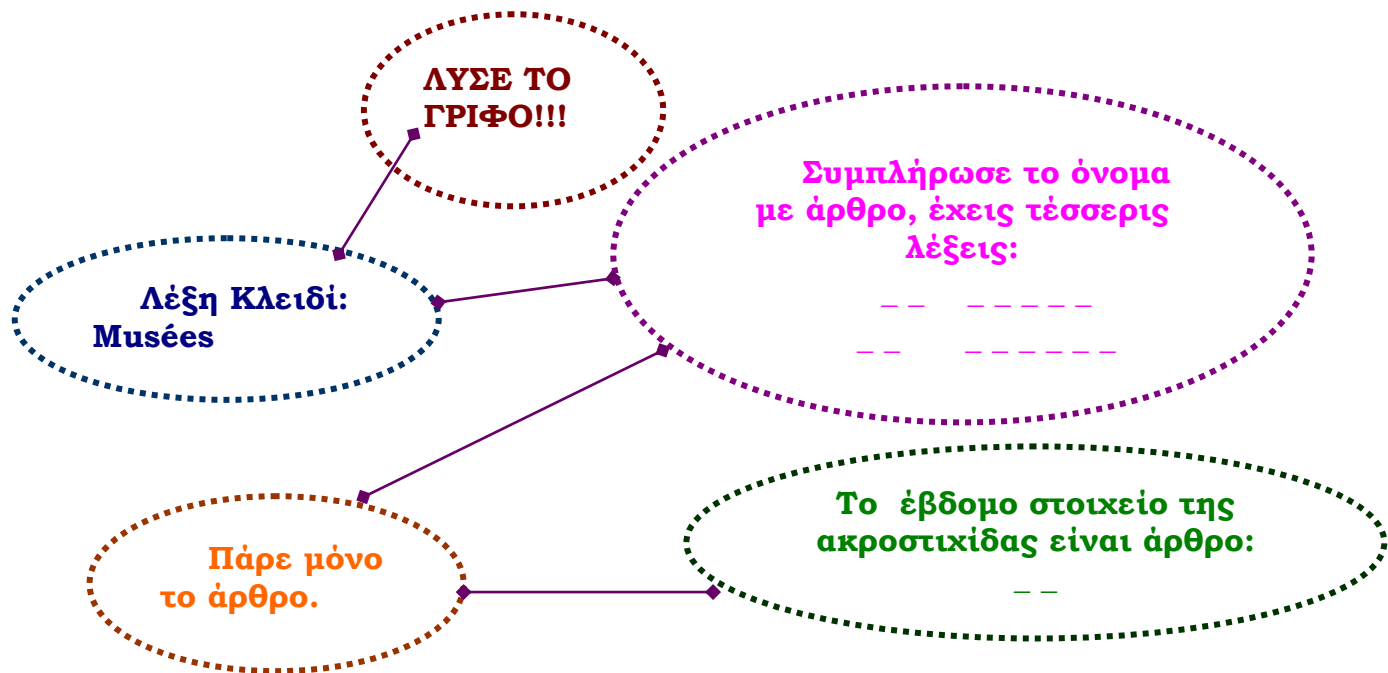 ΛΥΣΕ ΤΟ
ΓΡΙΦΟ!!!
Λέξη Κλειδί:
Musées
Συμπλήρωσε το όνομα
με άρθρο, έχεις τέσσερις
λέξεις:
_ _ _ _ _ _ _
_ _ _ _ _ _ _ _
Πάρε μόνο
το άρθρο.
Το έβδομο στοιχείο της
ακροστιχίδας είναι άρθρο:
_ _